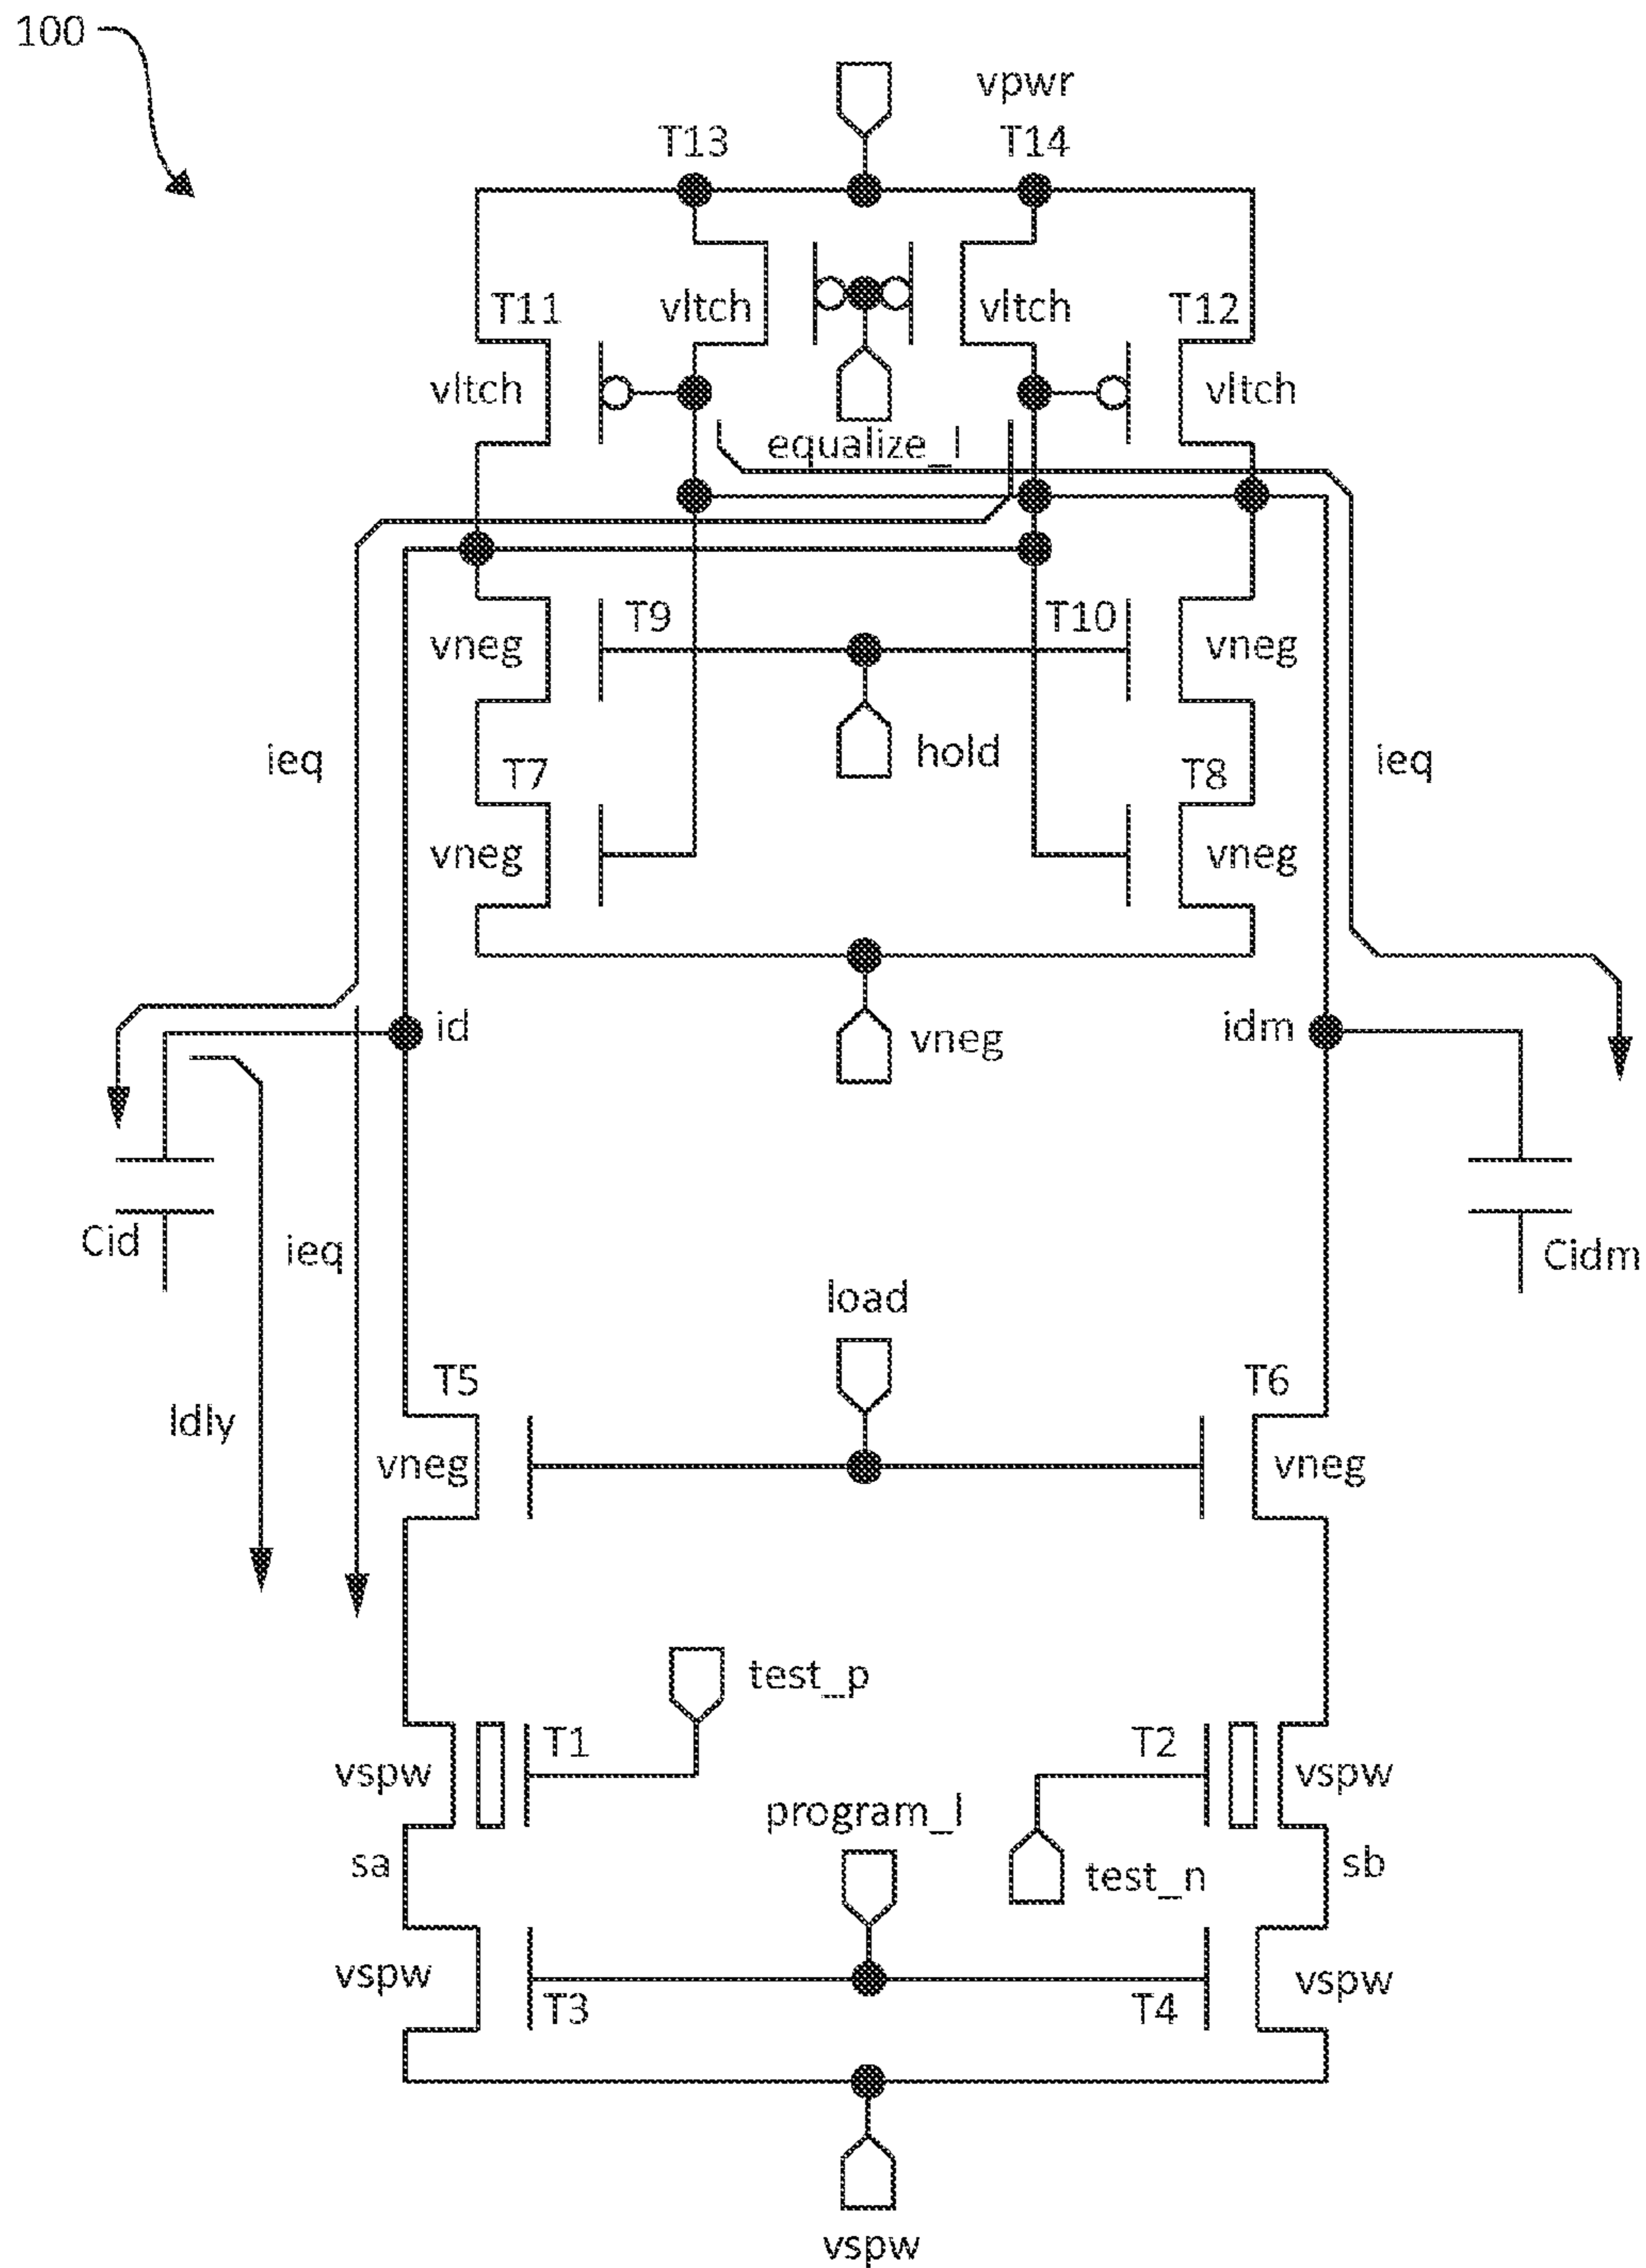 100
vpwr
T13
T14
T11
vltch
vltch
T12
vltch
vltch
equalize_l
T9
T10
vneg
vneg
ieq
hold
ieq
T7
T8
vneg
vneg
id
idm
vneg
Cid
ieq
Cidm
load
T5
T6
ldly
vneg
vneg
test_p
T1
T2
vspw
vspw
program_l
sa
test_n
sb
vspw
vspw
T3
T4
vspw